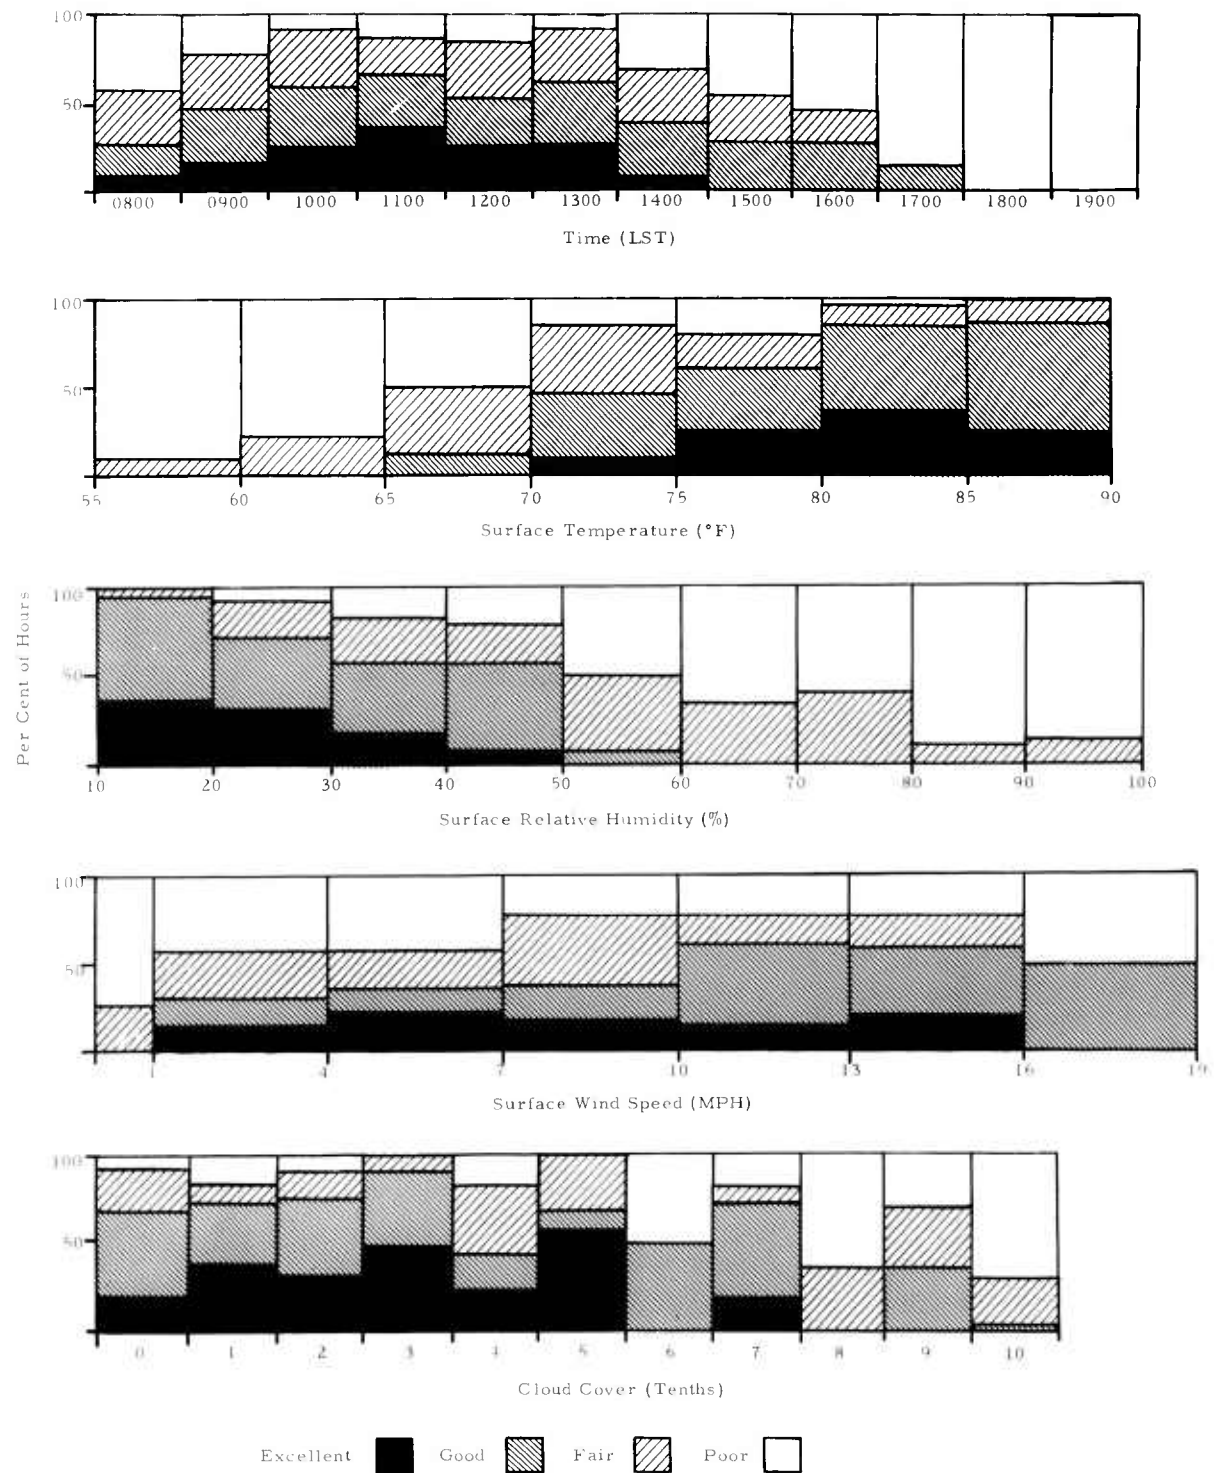 100
50
0800 0900 1000 1100 1200 1300 1400 1500 1600 1700 1800 1900
Time (LST)
100
50
55 60 65 70 75 80 85 90
Surface Temperature (°F)
Per Cent of Hours
100
50
10 20 30 40 50 60 70 80 90 100
Surface Relative Humidity (%)
100
50
1 4 7 10 13 16 19
Surface Wind Speed (MPH)
100
50
0 1 2 3 4 5 6 7 8 9 10
Cloud Cover (Tenths)
Excellent Good Fair Poor